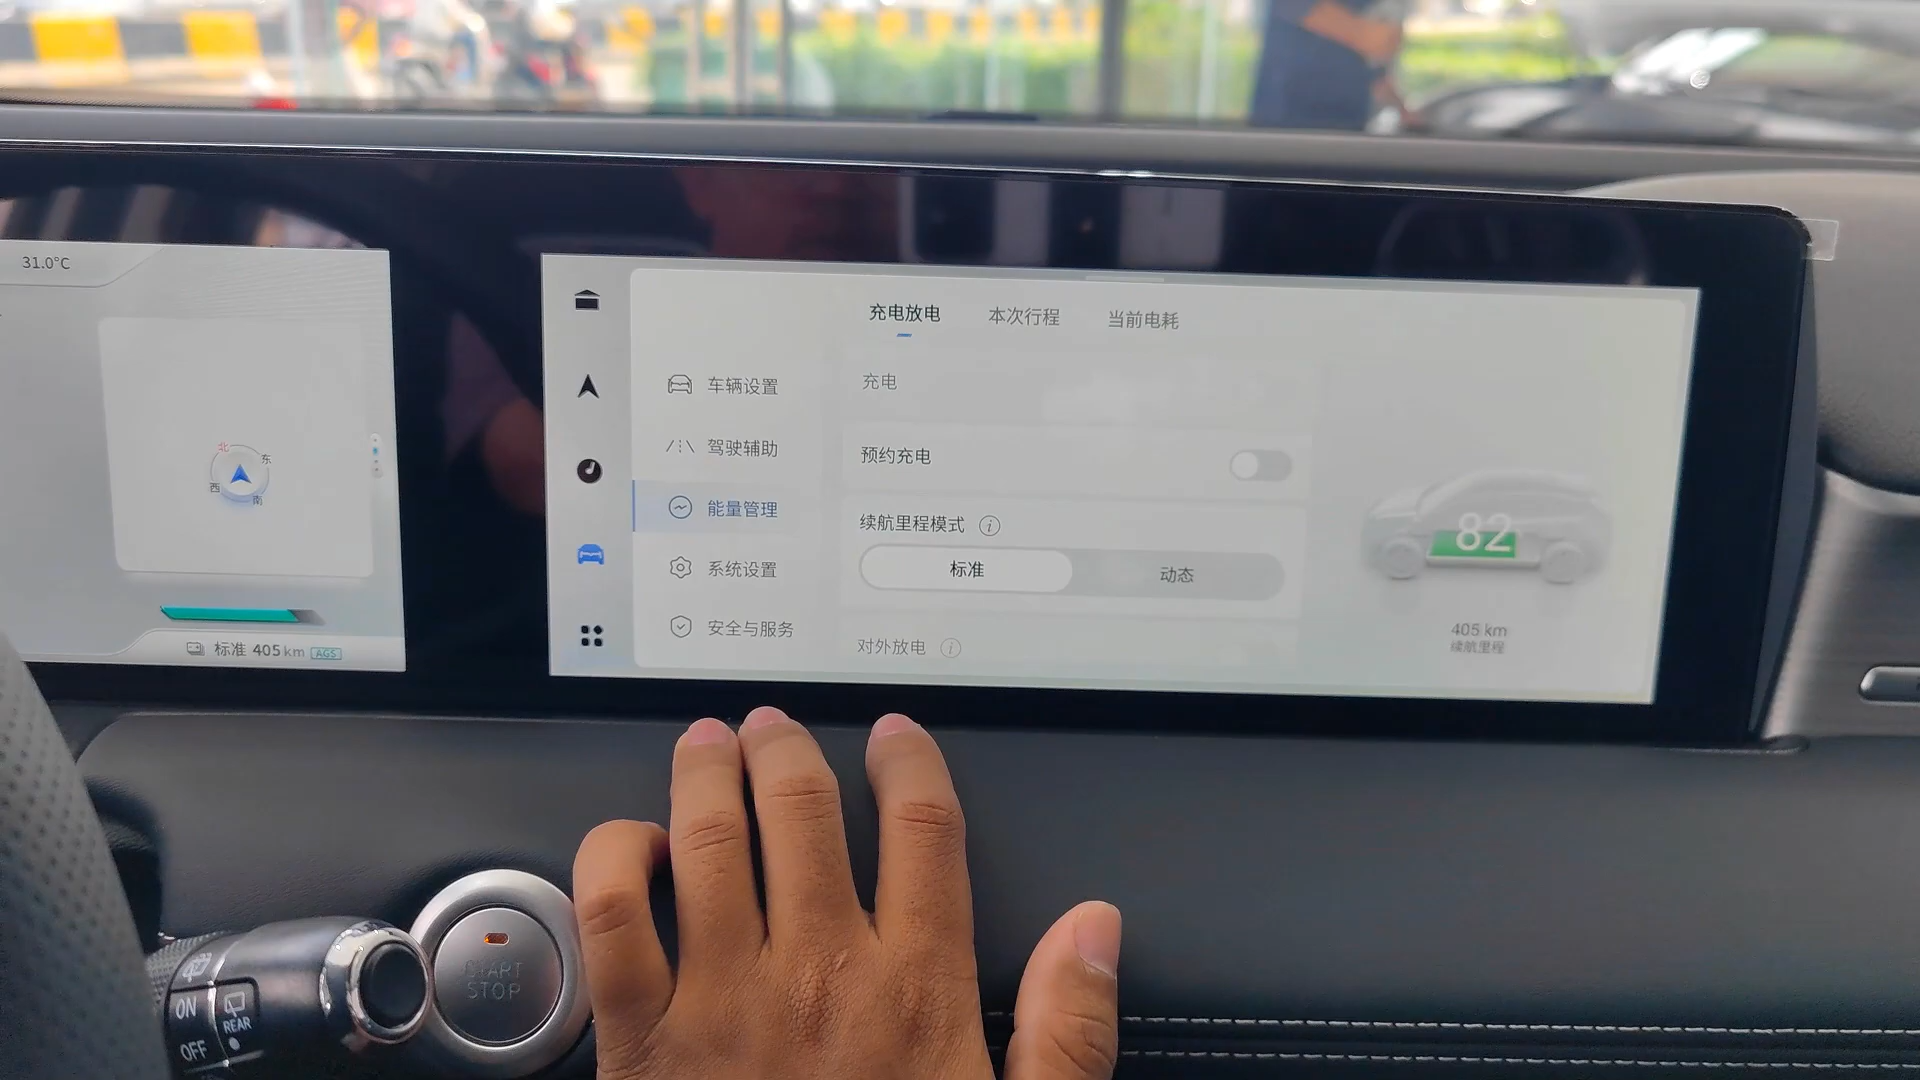 31.0°C
北
东
西
南
标准 405 km AGS
充电放电 本次行程 当前电耗
车辆设置
驾驶辅助
能量管理
系统设置
安全与服务
充电
预约充电
续航里程模式 i
标准 动态
对外放电 i
82
405 km
续航里程
START
STOP
ON
OFF
REAR